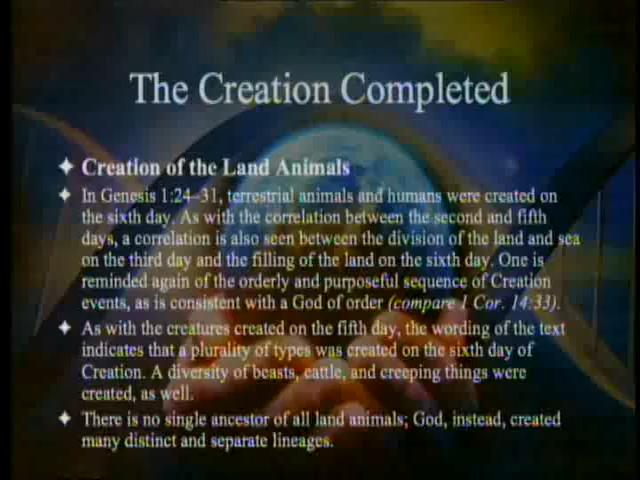 The Creation Completed
✦ Creation of the Land Animals
✦ In Genesis 1:24–31, terrestrial animals and humans were created on
the sixth day. As with the correlation between the second and fifth
days, a correlation is also seen between the division of the land and sea
on the third day and the filling of the land on the sixth day. One is
reminded again of the orderly and purposeful sequence of Creation
events, as is consistent with a God of order (compare 1 Cor. 14:33).
✦ As with the creatures created on the fifth day, the wording of the text
indicates that a plurality of types was created on the sixth day of
Creation. A diversity of beasts, cattle, and creeping things were
created, as well.
✦ There is no single ancestor of all land animals; God, instead, created
many distinct and separate lineages.